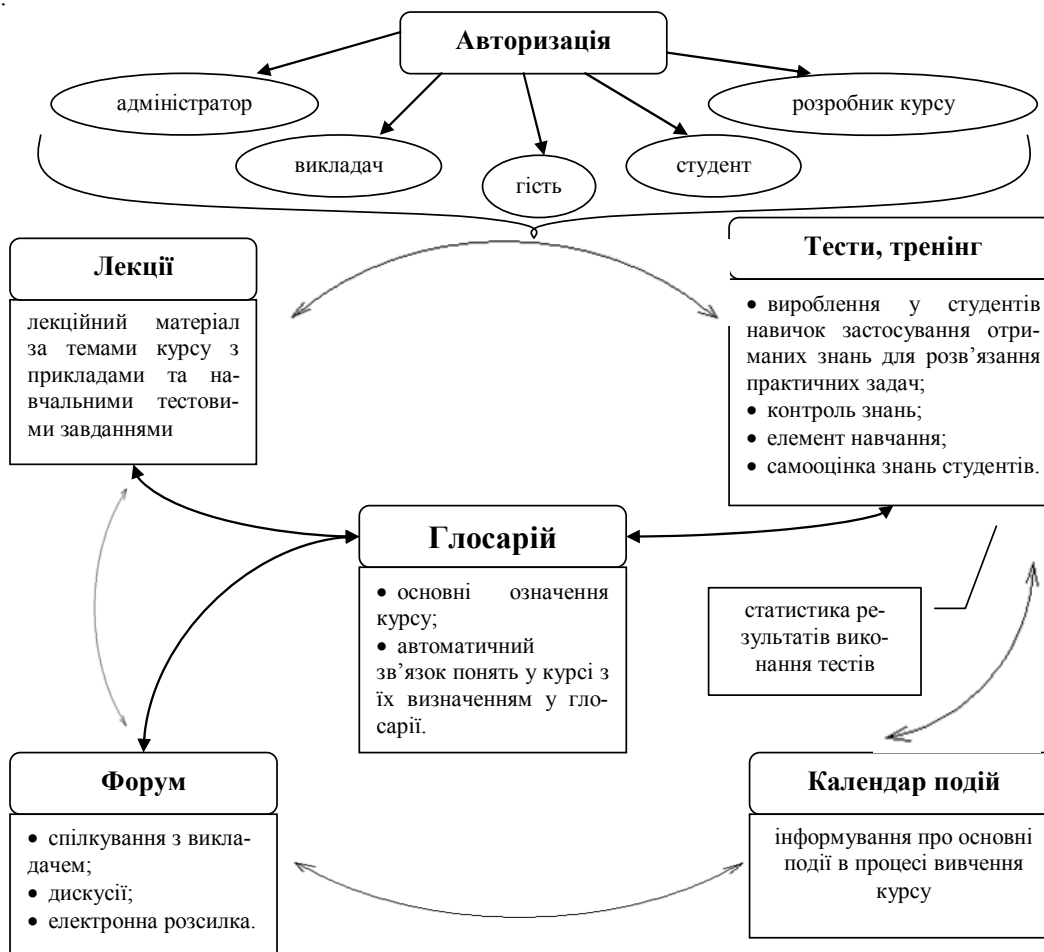 .
Авторизація
адміністратор
розробник курсу
викладач
студент
гість
Лекції
лекційний матеріал
за темами курсу з
прикладами та на-
вчальними тестови-
ми завданнями
Тести, тренінг
• вироблення у студентів
навичок застосування отри-
маних знань для розв’язання
практичних задач;
• контроль знань;
• елемент навчання;
• самооцінка знань студентів.
Глосарій
• основні означення
курсу;
• автоматичний
зв’язок понять у курсі з
їх визначенням у гло-
сарії.
статистика ре-
зультатів вико-
нання тестів
Форум
• спілкування з викла-
дачем;
• дискусії;
• електронна розсилка.
Календар подій
інформування про основні
події в процесі вивчення
курсу